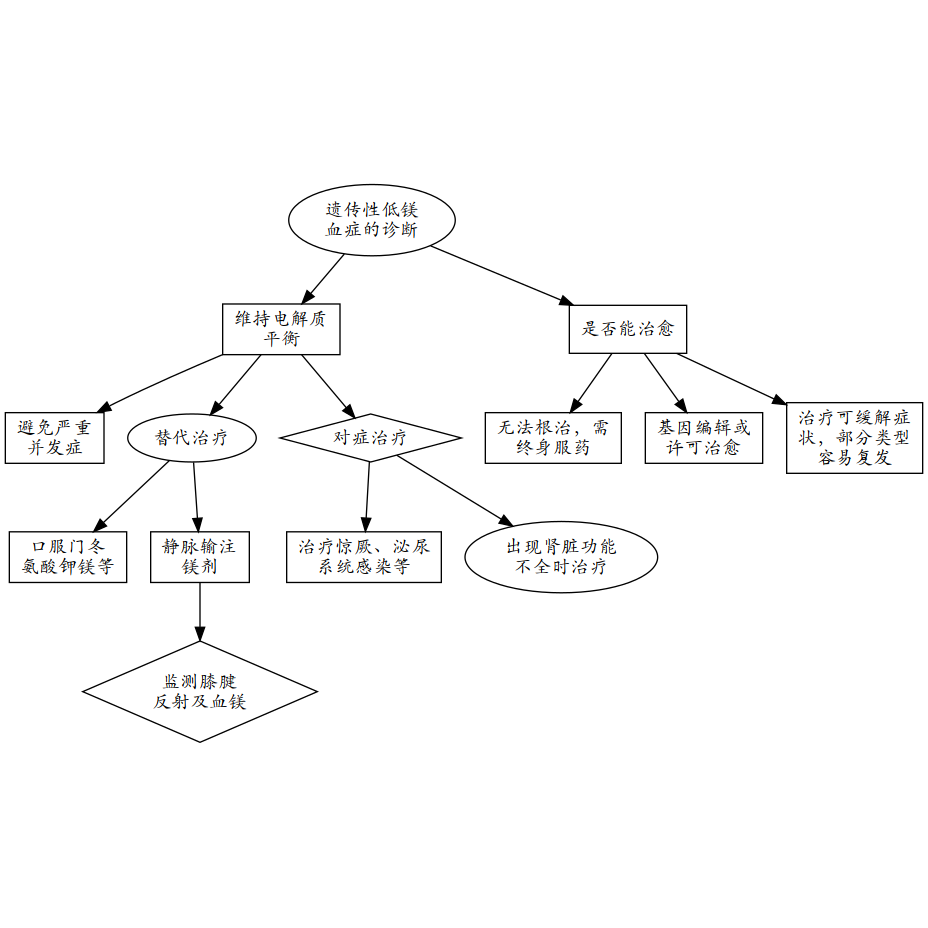 遗传性低镁
血症的诊断
维持电解质
平衡
是否能治愈
避免严重
并发症
替代治疗
对症治疗
无法根治，需
终身服药
基因编辑或
许可治愈
治疗可缓解症
状，部分类型
容易复发
口服门冬
氨酸钾镁等
静脉输注
镁剂
治疗惊厥、泌尿
系统感染等
出现肾脏功能
不全时治疗
监测膝腱
反射及血镁